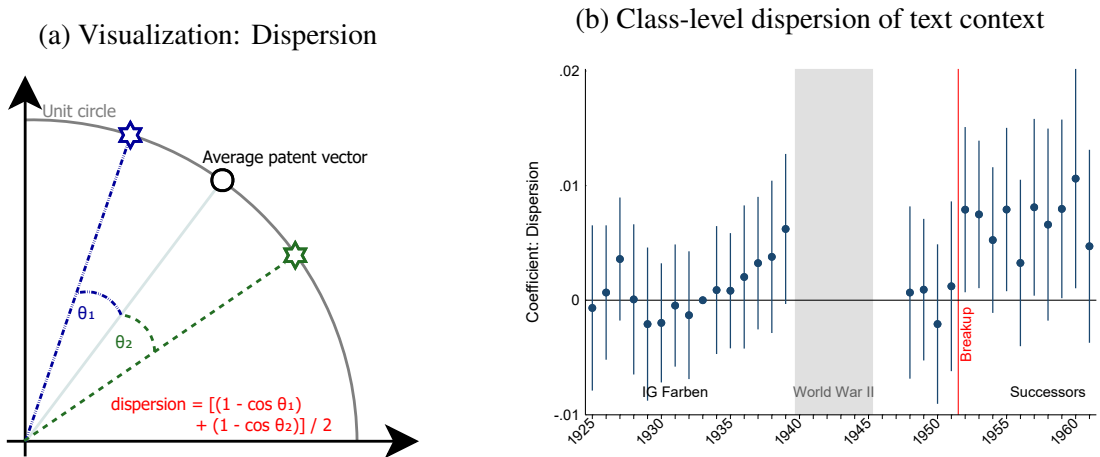 (a) Visualization: Dispersion
Unit circle
Average patent vector
θ₁
θ₂
dispersion = [(1 - cos θ₁)
+ (1 - cos θ₂)] / 2
(b) Class-level dispersion of text context
Coefficient: Dispersion
.02
.01
0
-.01
IG Farben
World War II
Breakup
Successors
1925
1930
1935
1940
1945
1950
1955
1960